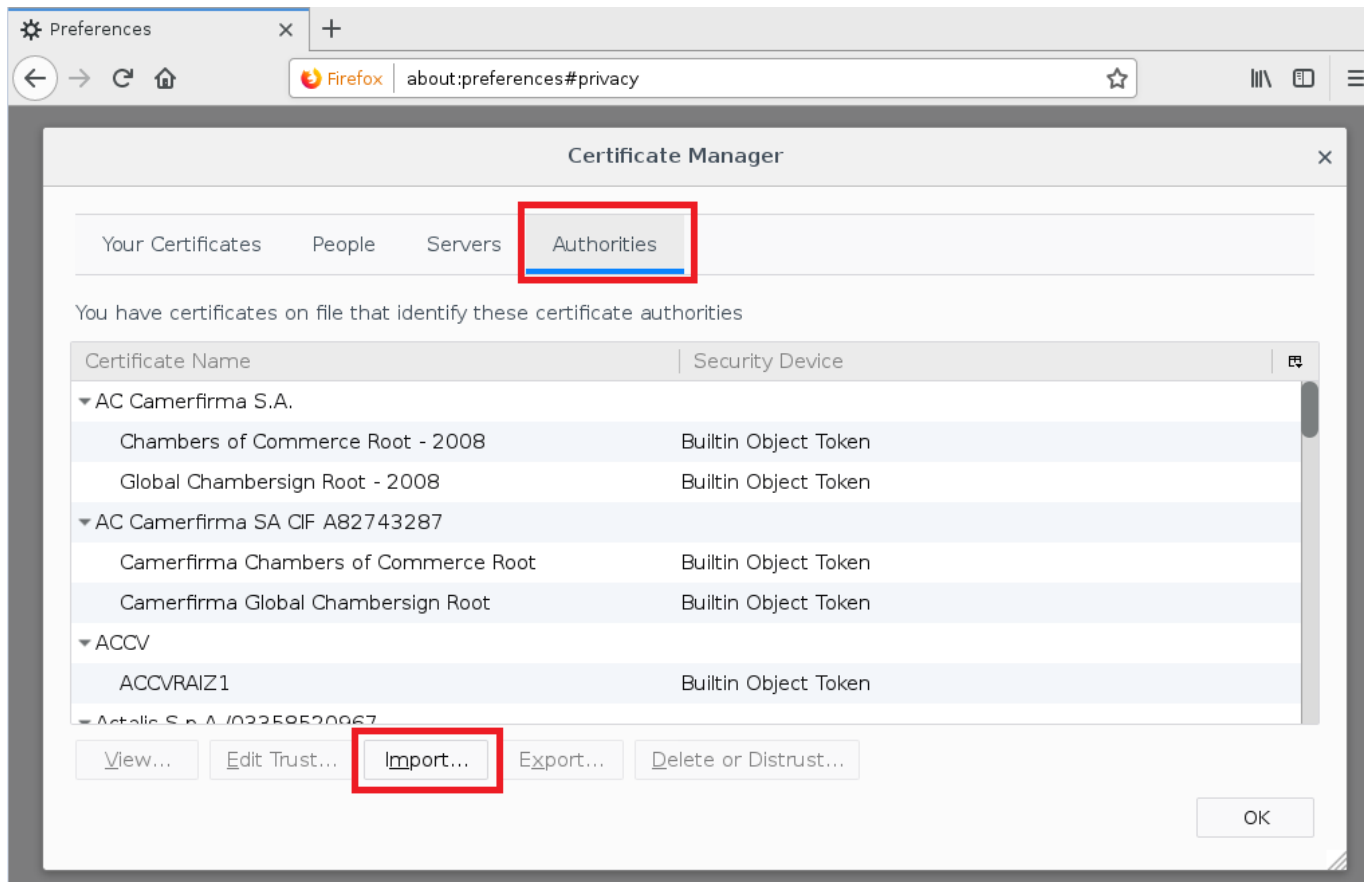 Preferences
Firefox about:preferences#privacy
Certificate Manager
Your Certificates People Servers Authorities
You have certificates on file that identify these certificate authorities
Certificate Name Security Device
AC Camerfirma S.A.
Chambers of Commerce Root - 2008 Builtin Object Token
Global Chambersign Root - 2008 Builtin Object Token
AC Camerfirma SA CIF A82743287
Camerfirma Chambers of Commerce Root Builtin Object Token
Camerfirma Global Chambersign Root Builtin Object Token
ACCV
ACCVRAIZ1 Builtin Object Token
Actalis S.p.A./03358520967
View... Edit Trust... Import... Export... Delete or Distrust...
OK